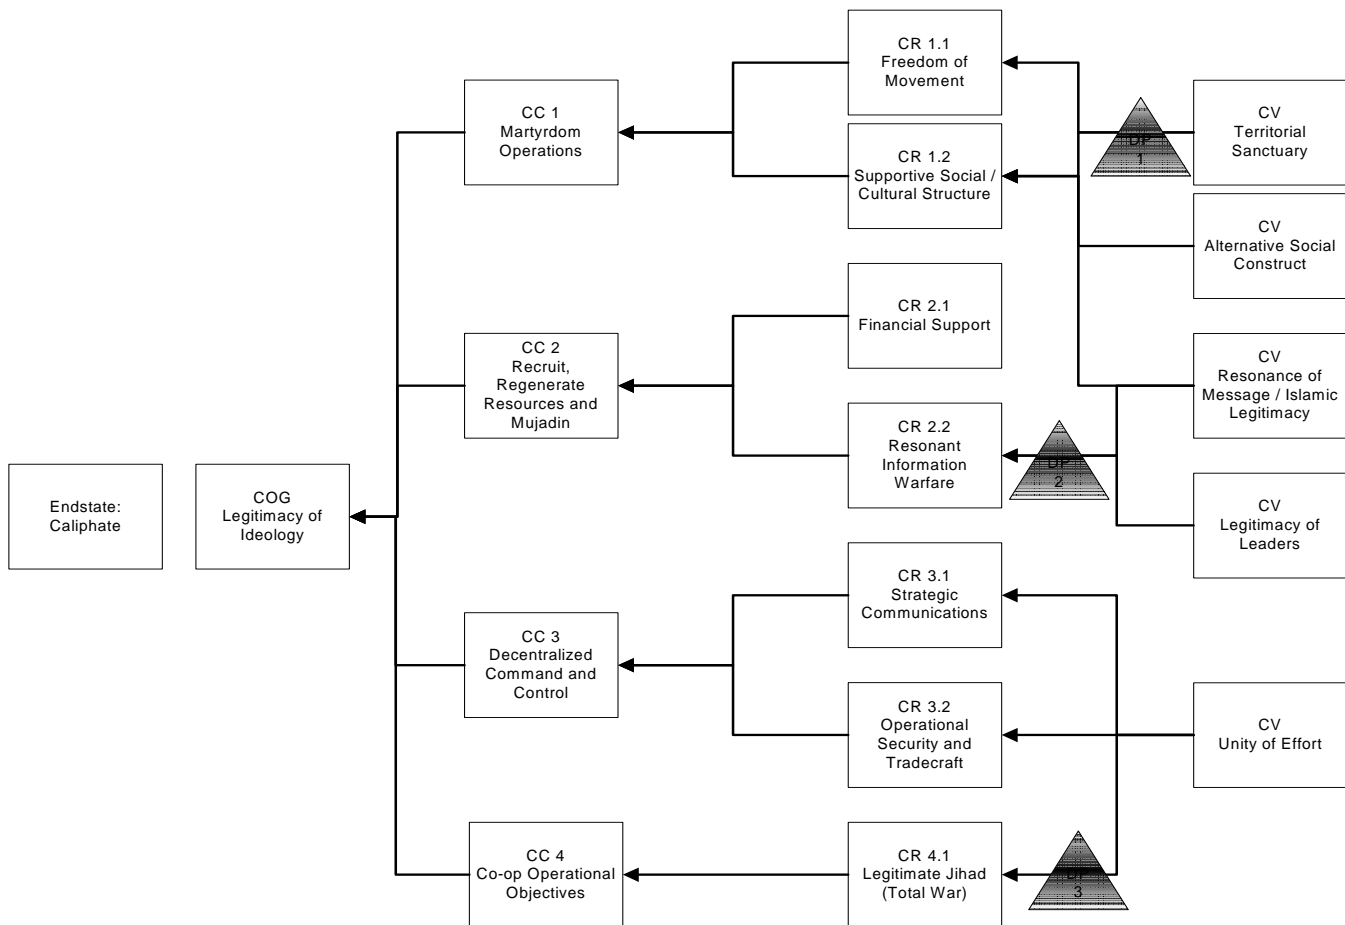 Endstate:
Caliphate
COG
Legitimacy of
Ideology
CC 1
Martyrdom
Operations
CC 2
Recruit,
Regenerate
Resources and
Mujadin
CC 3
Decentralized
Command and
Control
CC 4
Co-op Operational
Objectives
CR 1.1
Freedom of
Movement
CR 1.2
Supportive Social /
Cultural Structure
CR 2.1
Financial Support
CR 2.2
Resonant
Information
Warfare
CR 3.1
Strategic
Communications
CR 3.2
Operational
Security and
Tradecraft
CR 4.1
Legitimate Jihad
(Total War)
DP
1
DP
2
DP
3
CV
Territorial
Sanctuary
CV
Alternative Social
Construct
CV
Resonance of
Message / Islamic
Legitimacy
CV
Legitimacy of
Leaders
CV
Unity of Effort